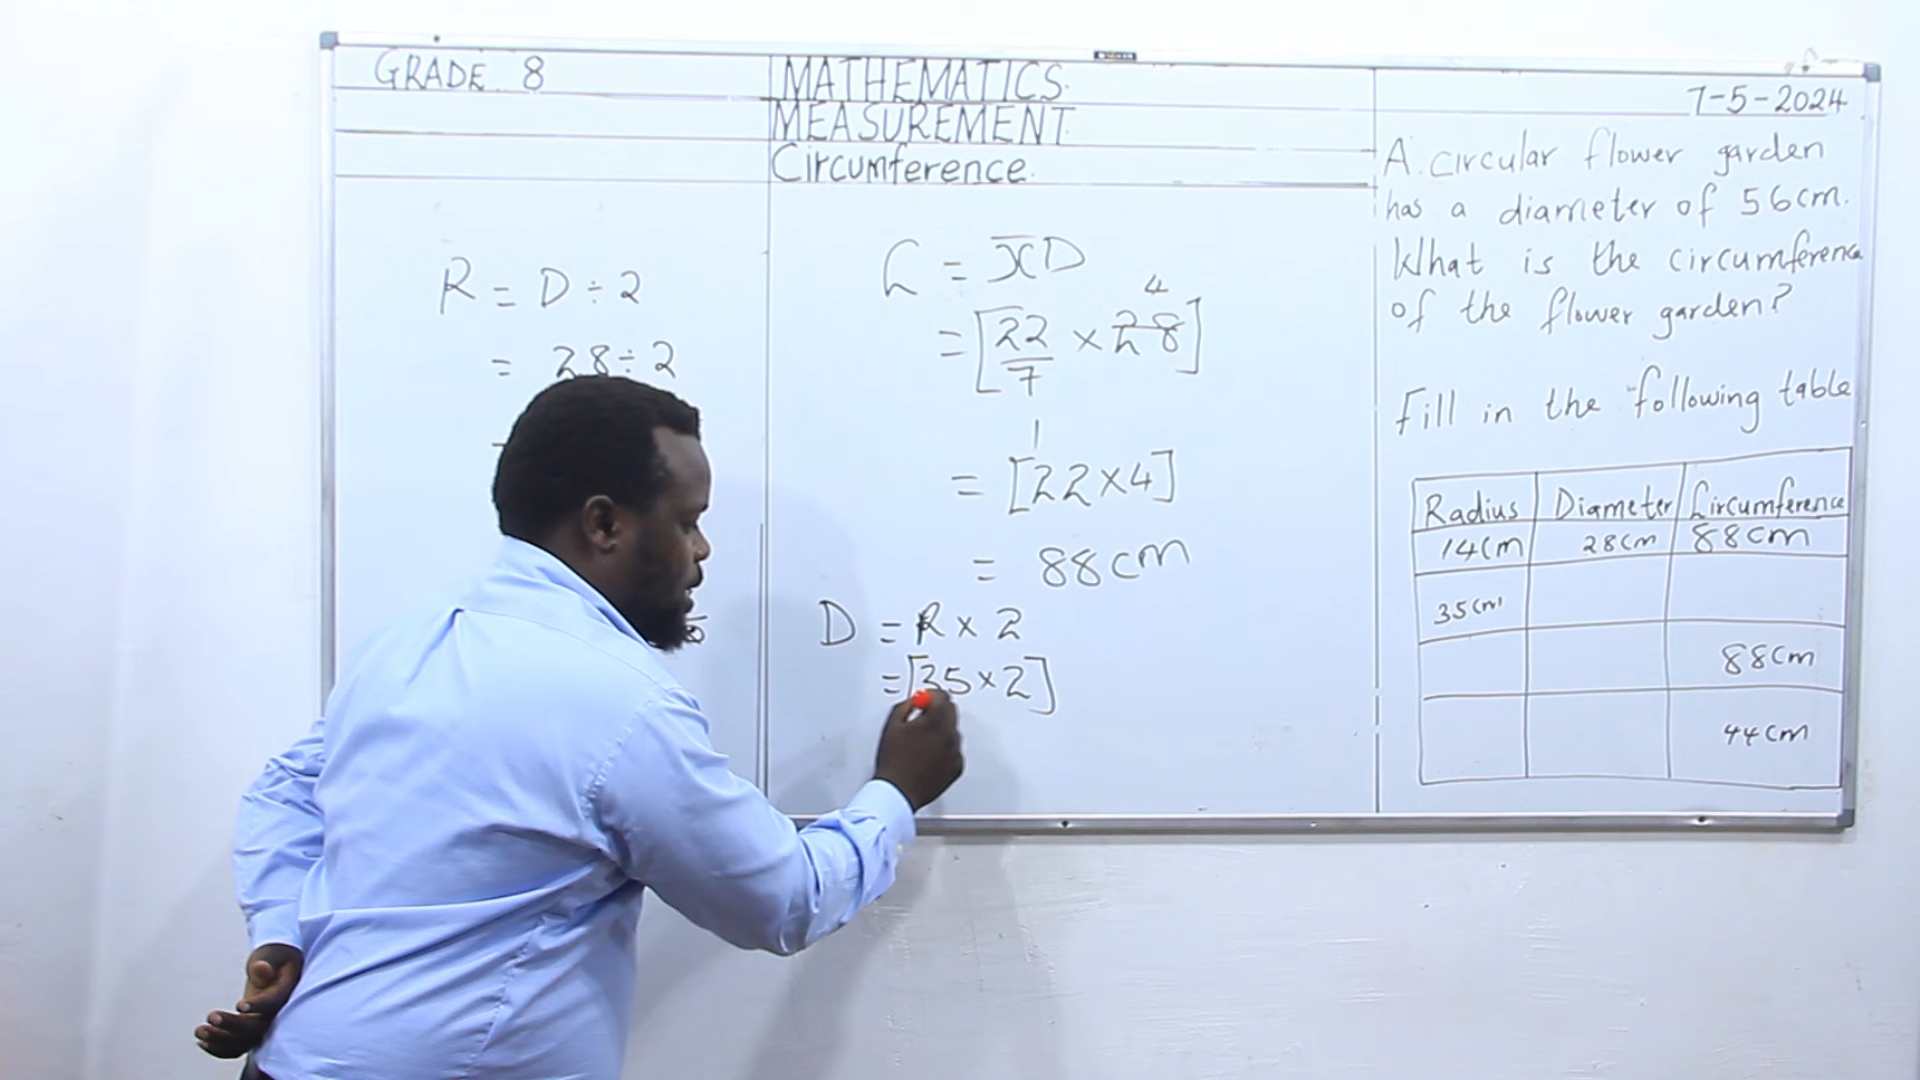 GRADE 8
MATHEMATICS.
MEASUREMENT
Circumference.
7-5-2024
R = D ÷ 2
= 28 ÷ 2
C = πD
4
= [22/7 × 28]
1
= [22×4]
= 88cm
D = R × 2
= [35 × 2]
A circular flower garden
has a diameter of 56cm.
What is the circumference
of the flower garden?
Fill in the following table
Radius Diameter Circumference
14cm 28cm 88cm
35cm
88cm
44cm